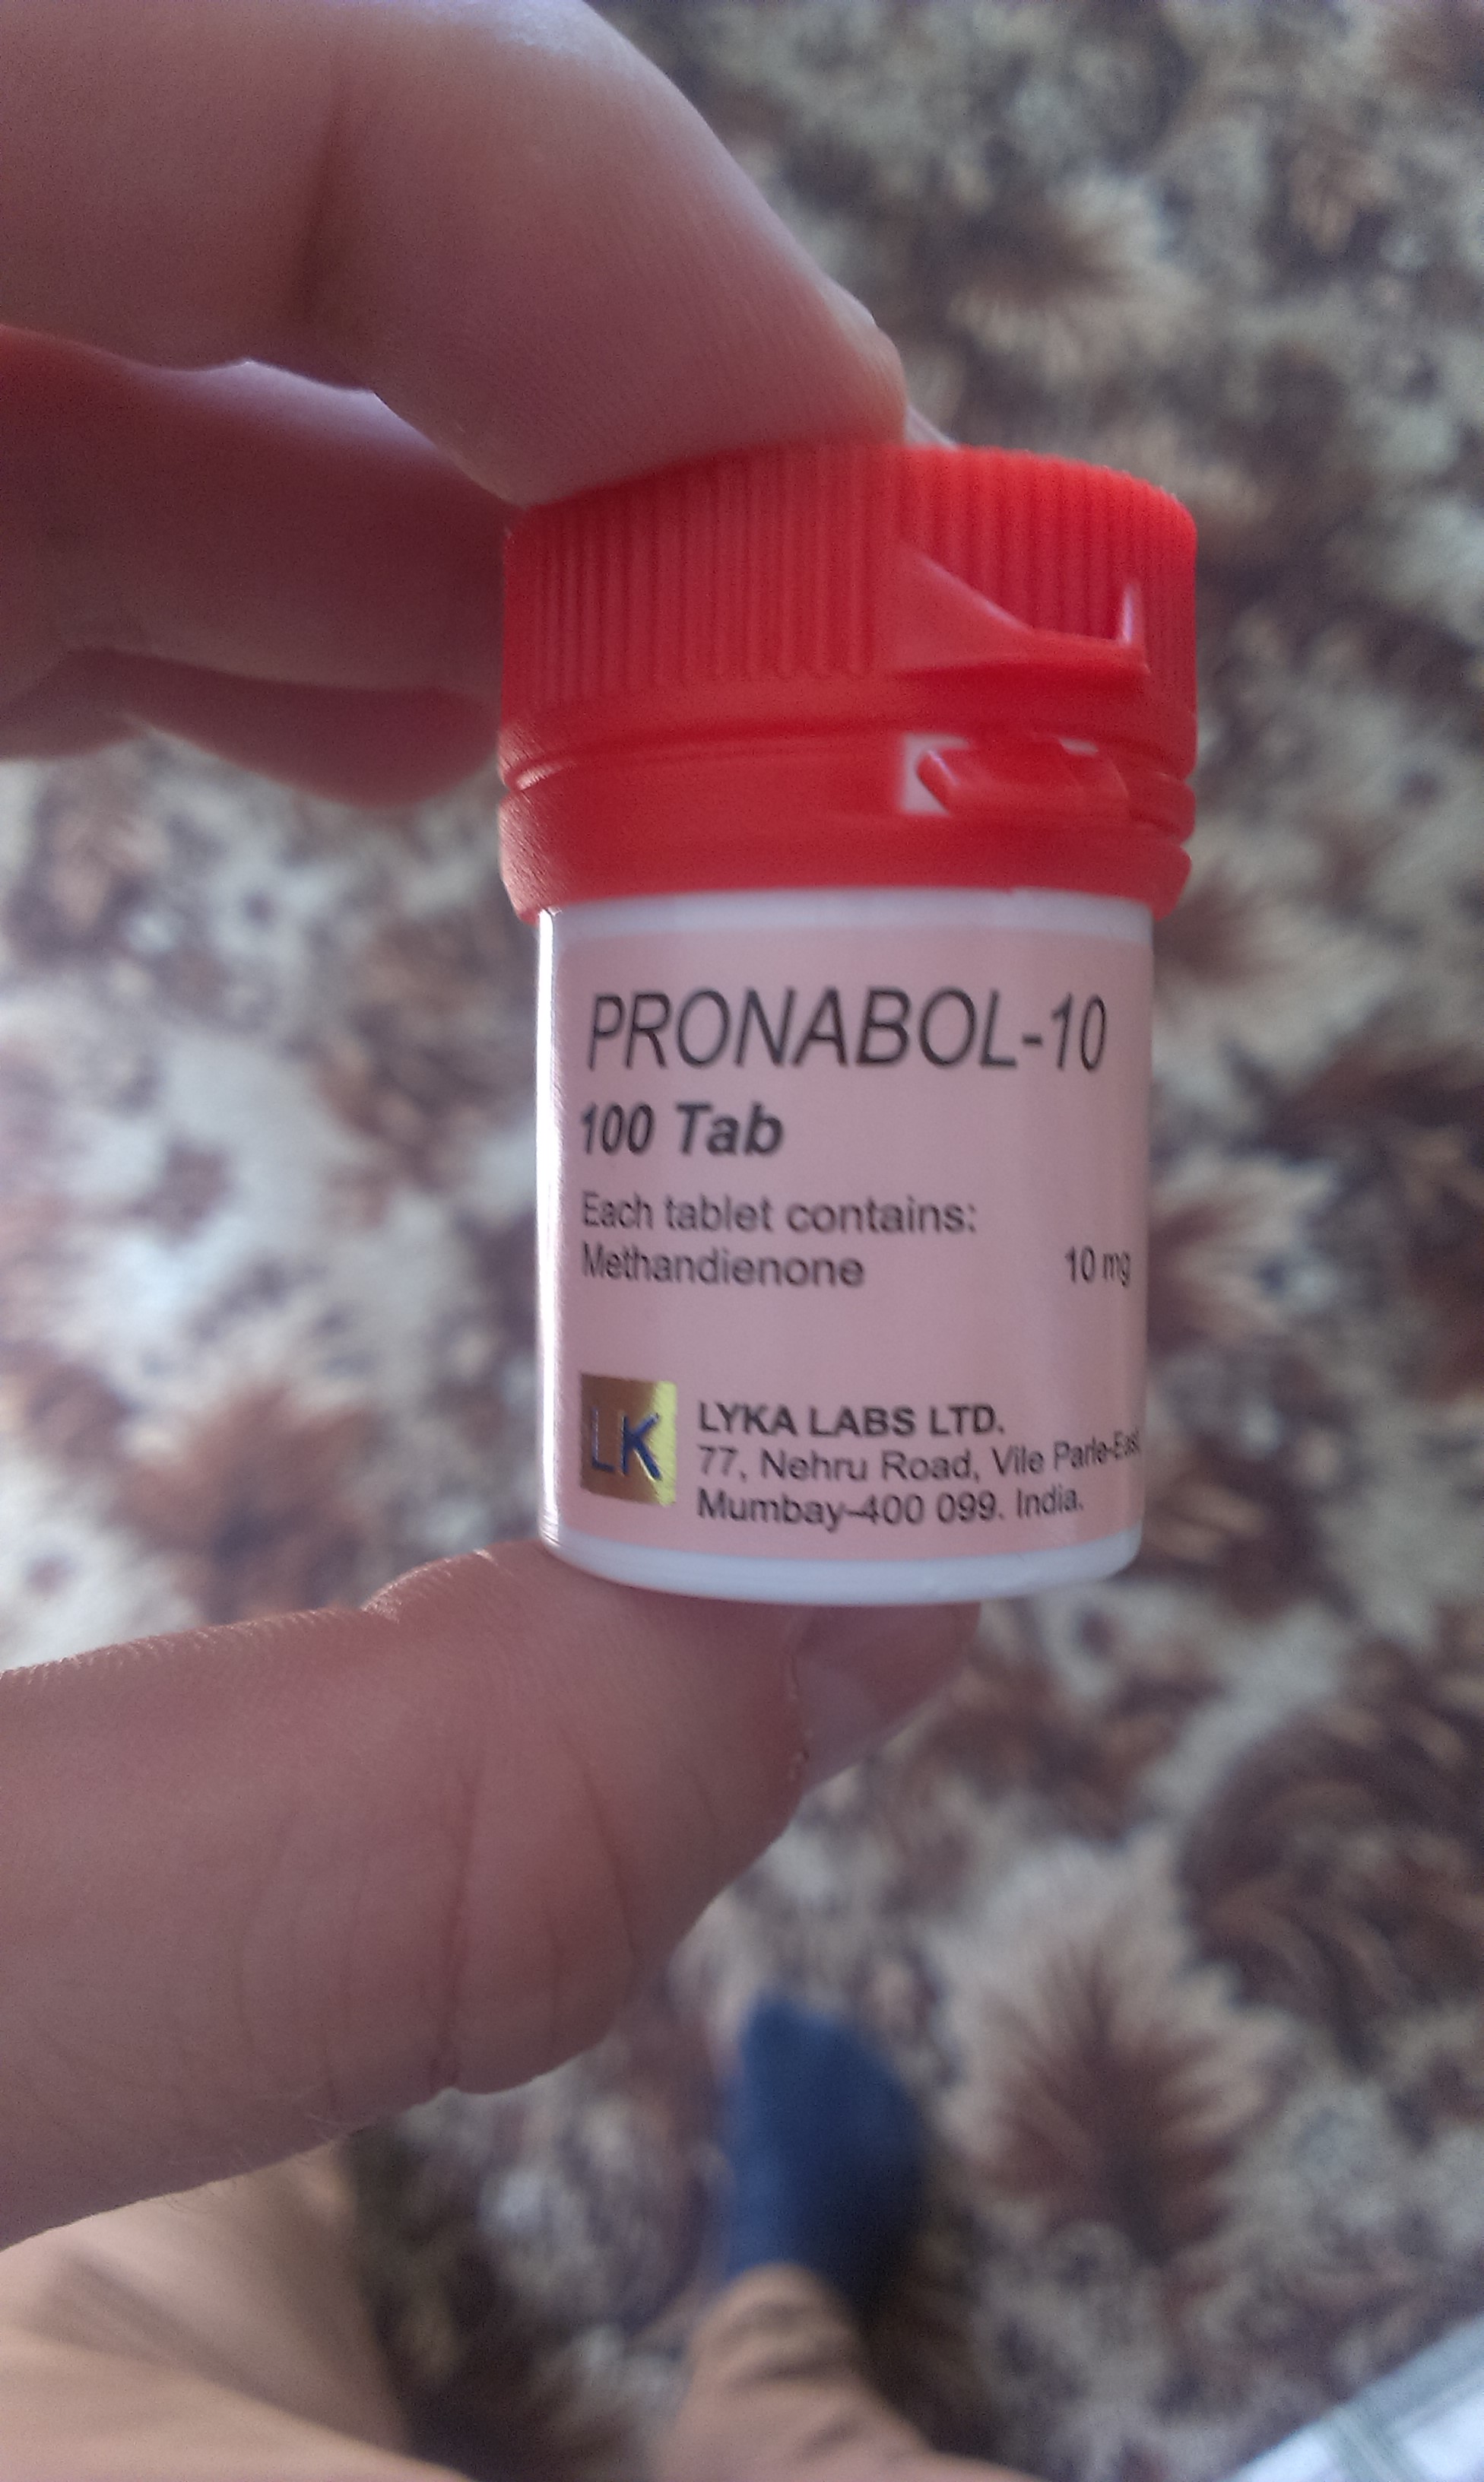 PRONABOL-10
100 Tab
Each tablet contains:
Methandienone 10 mg
LK
LYKA LABS LTD.
77, Nehru Road, Vile Parle-East
Mumbay-400 099. India.